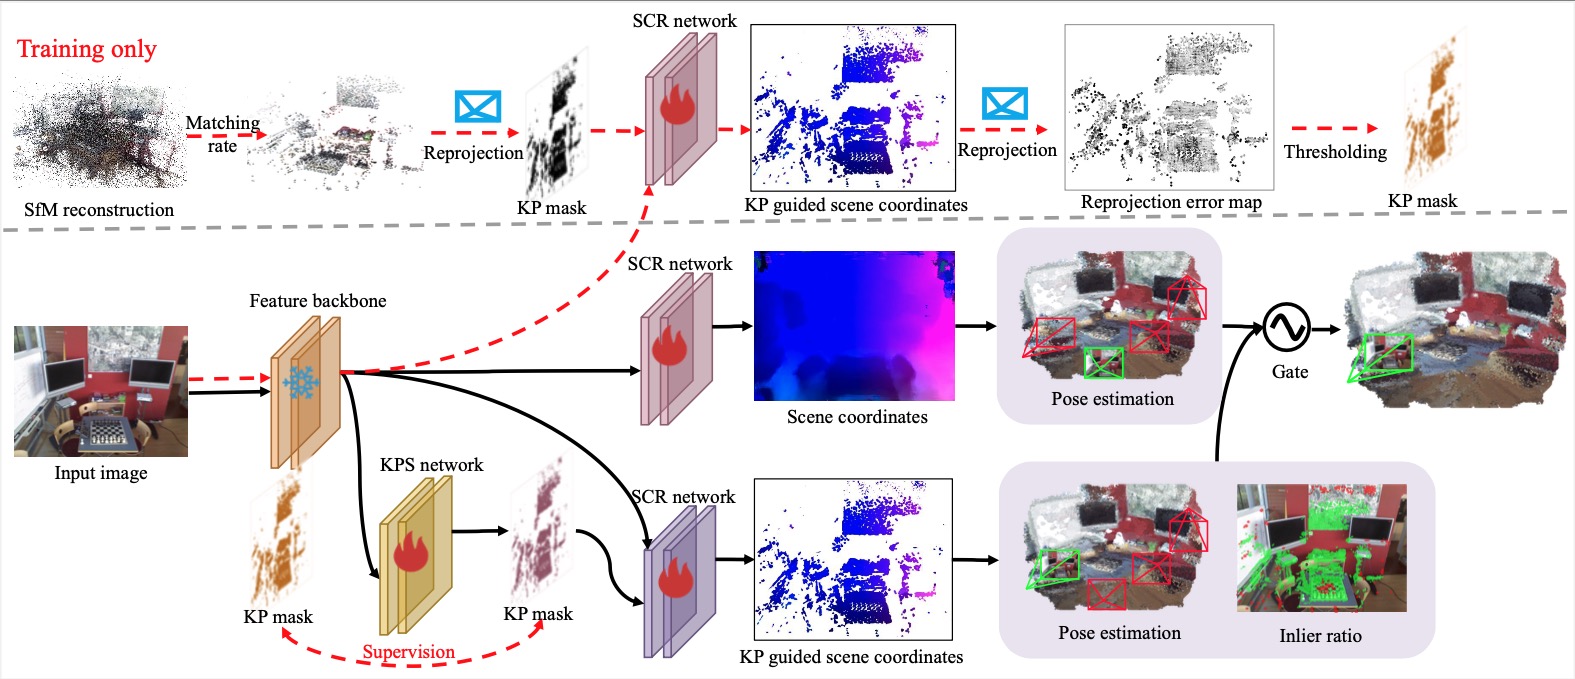 SCR network
Training only
Matching
rate
Reprojection
Reprojection
Thresholding
SfM reconstruction
KP mask
KP guided scene coordinates
Reprojection error map
KP mask
SCR network
Feature backbone
Gate
Pose estimation
Scene coordinates
Input image
KPS network
SCR network
KP mask
KP mask
Supervision
KP guided scene coordinates
Pose estimation
Inlier ratio